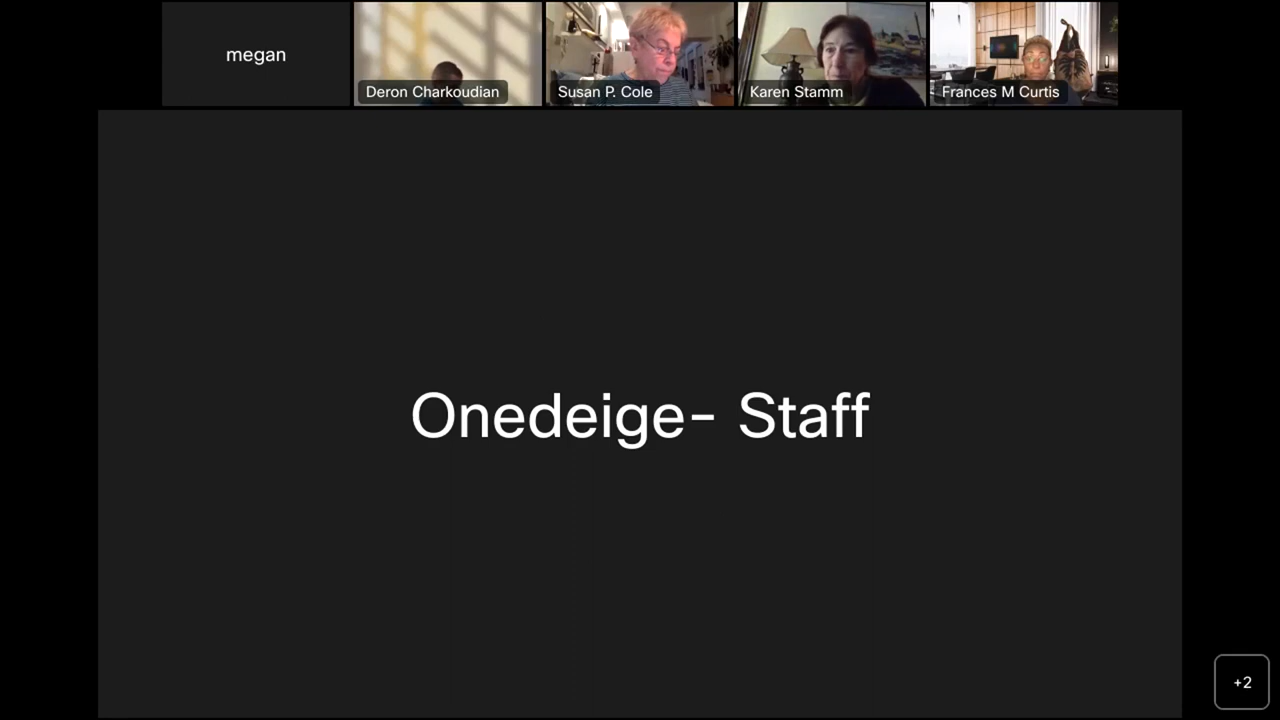 megan
Deron Charkoudian
Susan P. Cole
Karen Stamm
Frances M Curtis
Onedeige- Staff
+2